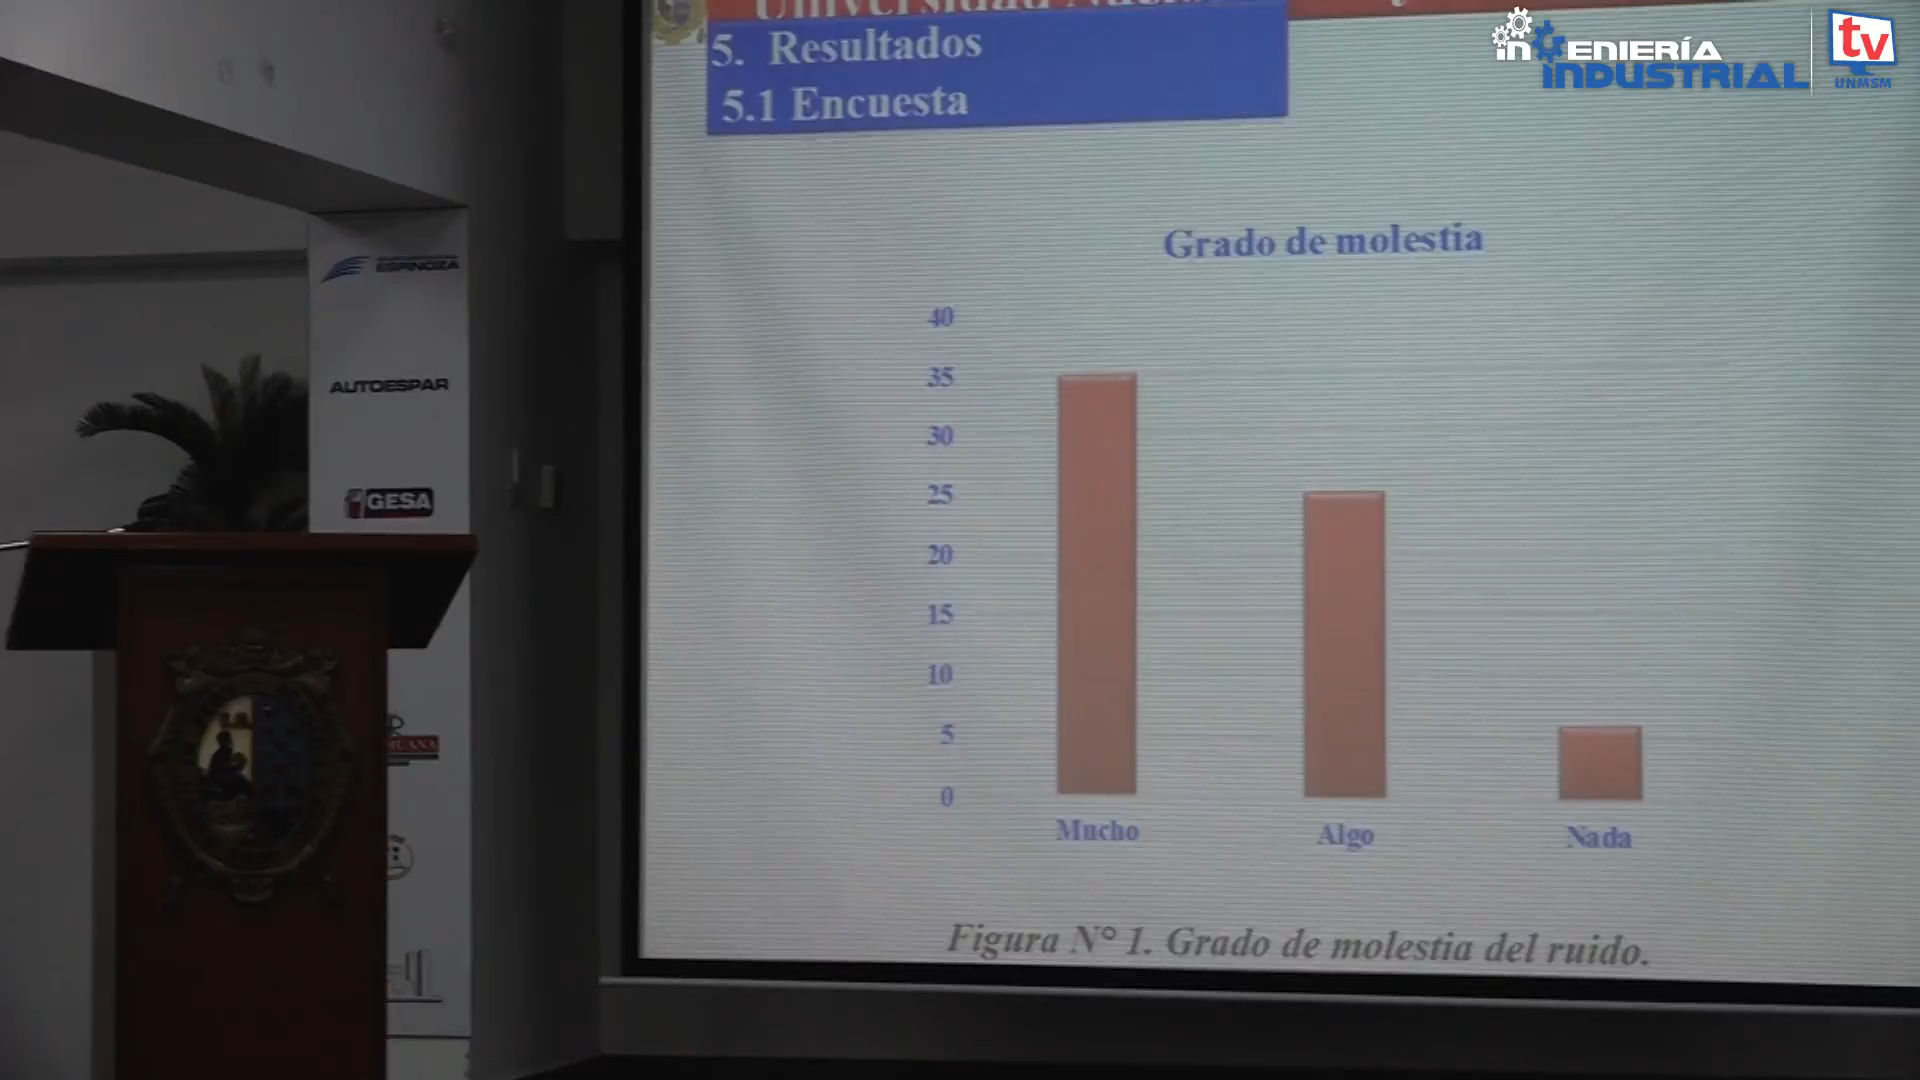 Universidad
5. Resultados
5.1 Encuesta
INGENIERÍA
INDUSTRIAL
tv
UNMSM
Grado de molestia
40
35
30
25
20
15
10
5
0
Mucho
Algo
Nada
Figura N° 1. Grado de molestia del ruido.
ESPINOZA
AUTOESPAR
GESA